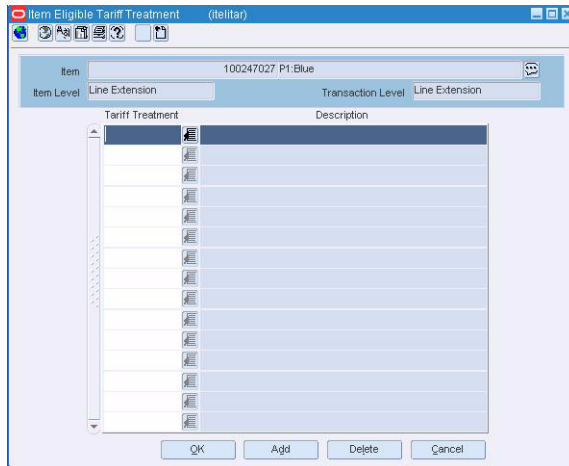 Item Eligible Tariff Treatment (itelitar)
Item 100247027 P1:Blue
Item Level Line Extension Transaction Level Line Extension
Tariff Treatment Description
OK Add Delete Cancel